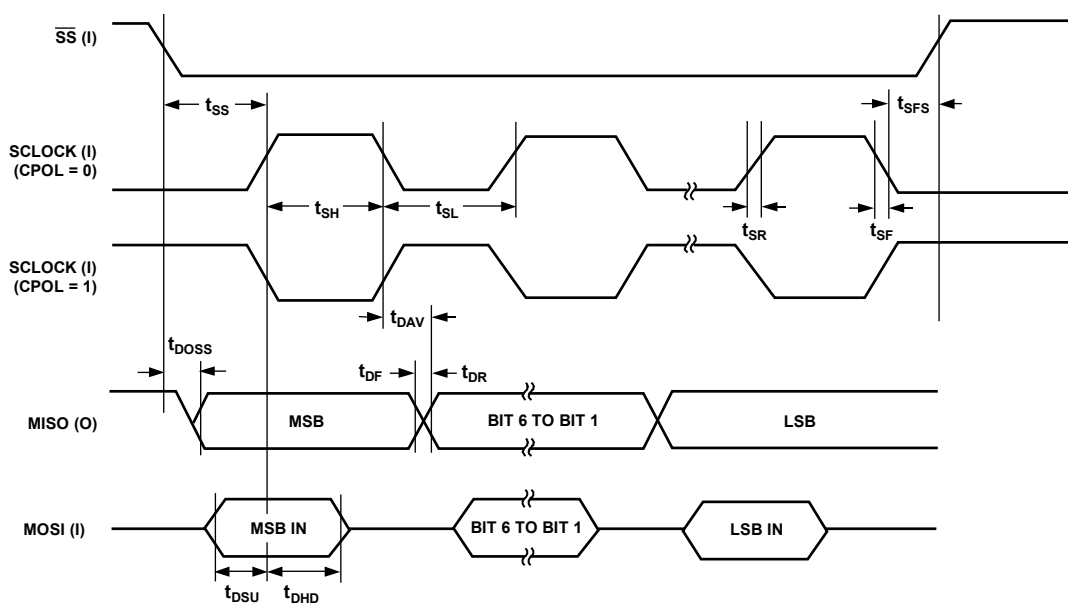 SS (I)
tSS
tSFS
SCLOCK (I)
(CPOL = 0)
tSH
tSL
tSR
tSF
SCLOCK (I)
(CPOL = 1)
tDAV
tDOSS
tDF
tDR
MISO (O)
MSB
BIT 6 TO BIT 1
LSB
MOSI (I)
MSB IN
BIT 6 TO BIT 1
LSB IN
tDSU
tDHD